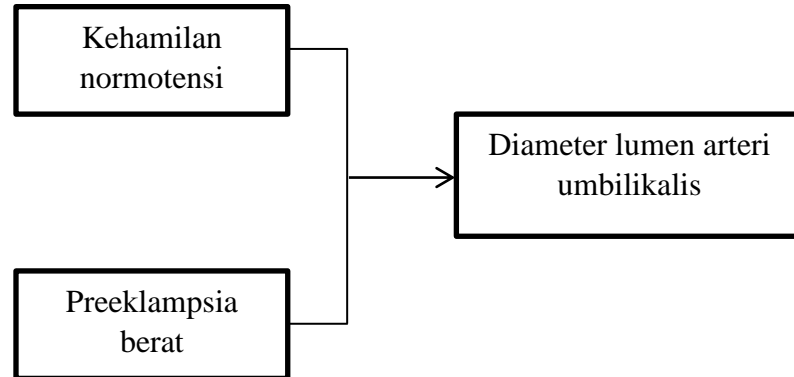 Kehamilan
normotensi
Diameter lumen arteri
umbilikalis
Preeklampsia
berat